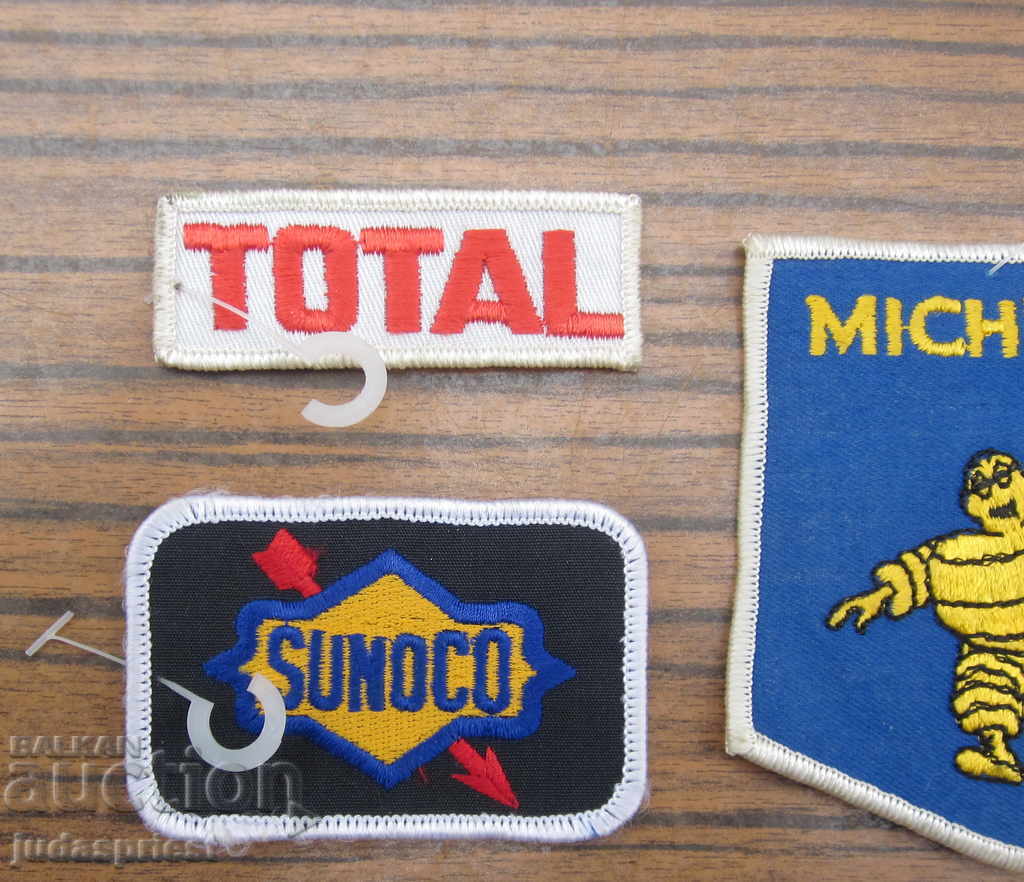 TOTAL
MICH
SUNOCO
BALKAN
auction
judaspriest